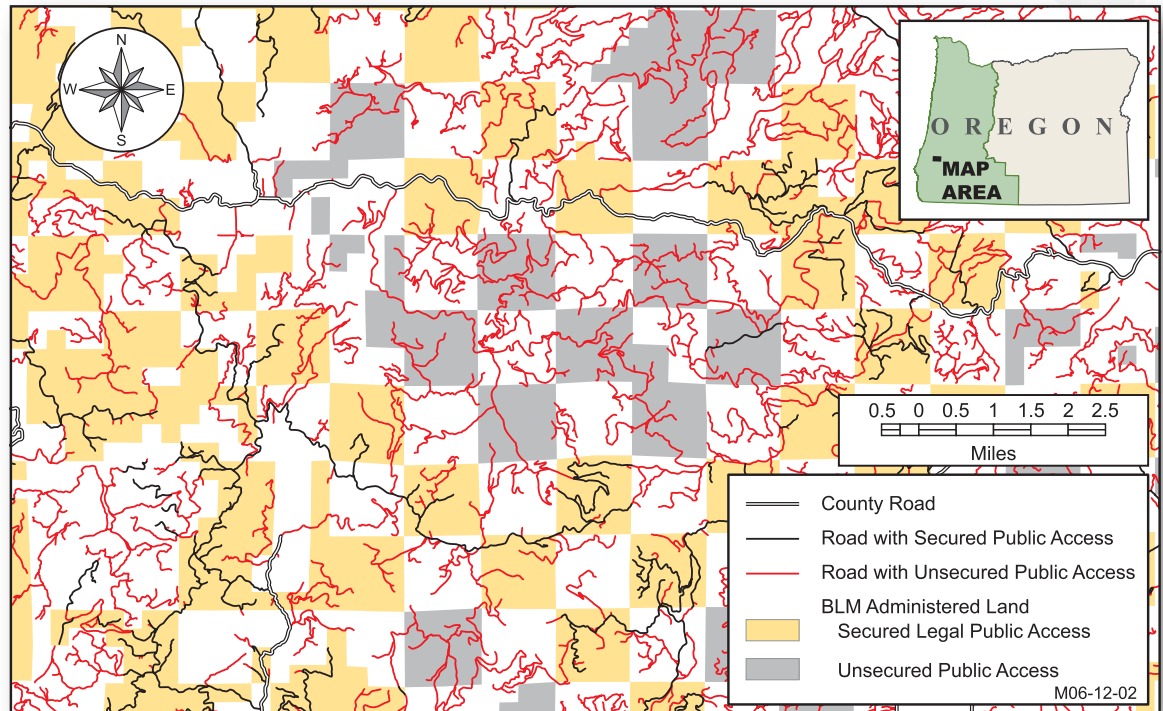 N
W E
S
OREGON
MAP
AREA
0.5 0 0.5 1 1.5 2 2.5
Miles
County Road
Road with Secured Public Access
Road with Unsecured Public Access
BLM Administered Land
Secured Legal Public Access
Unsecured Public Access
M06-12-02